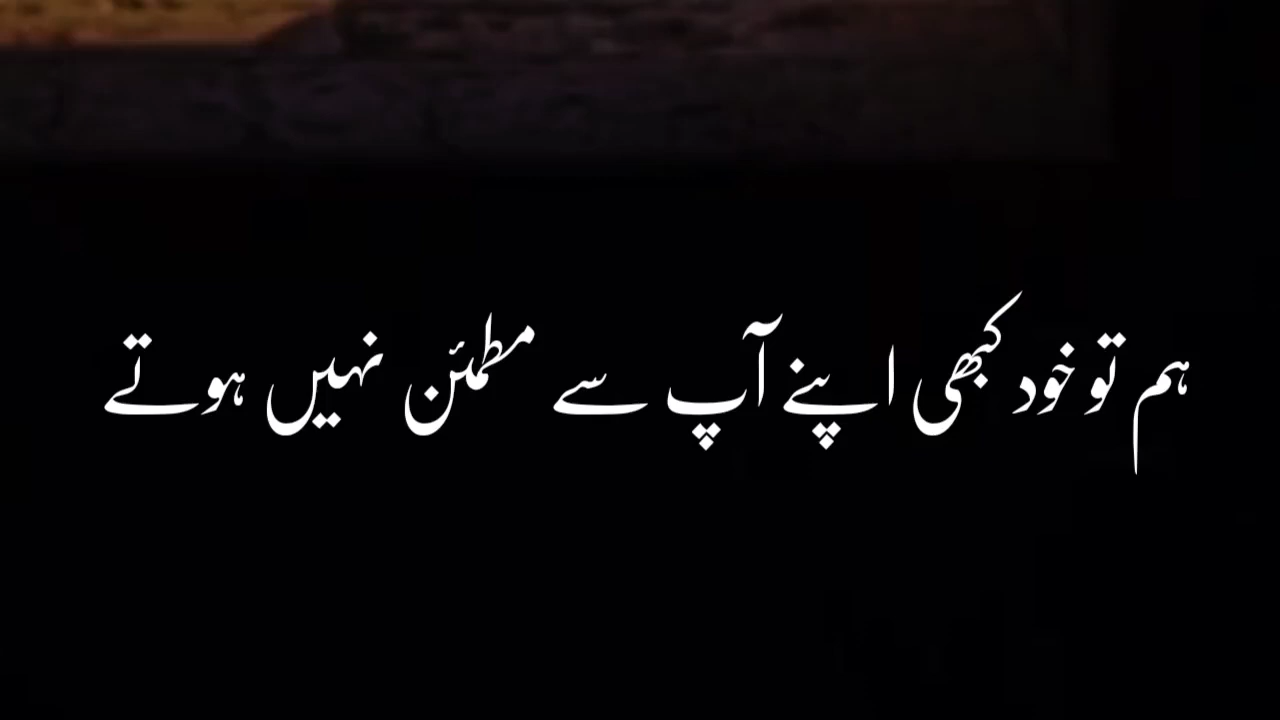 ہم تو خود کبھی اپنے آپ سے مطمئن نہیں ہوتے